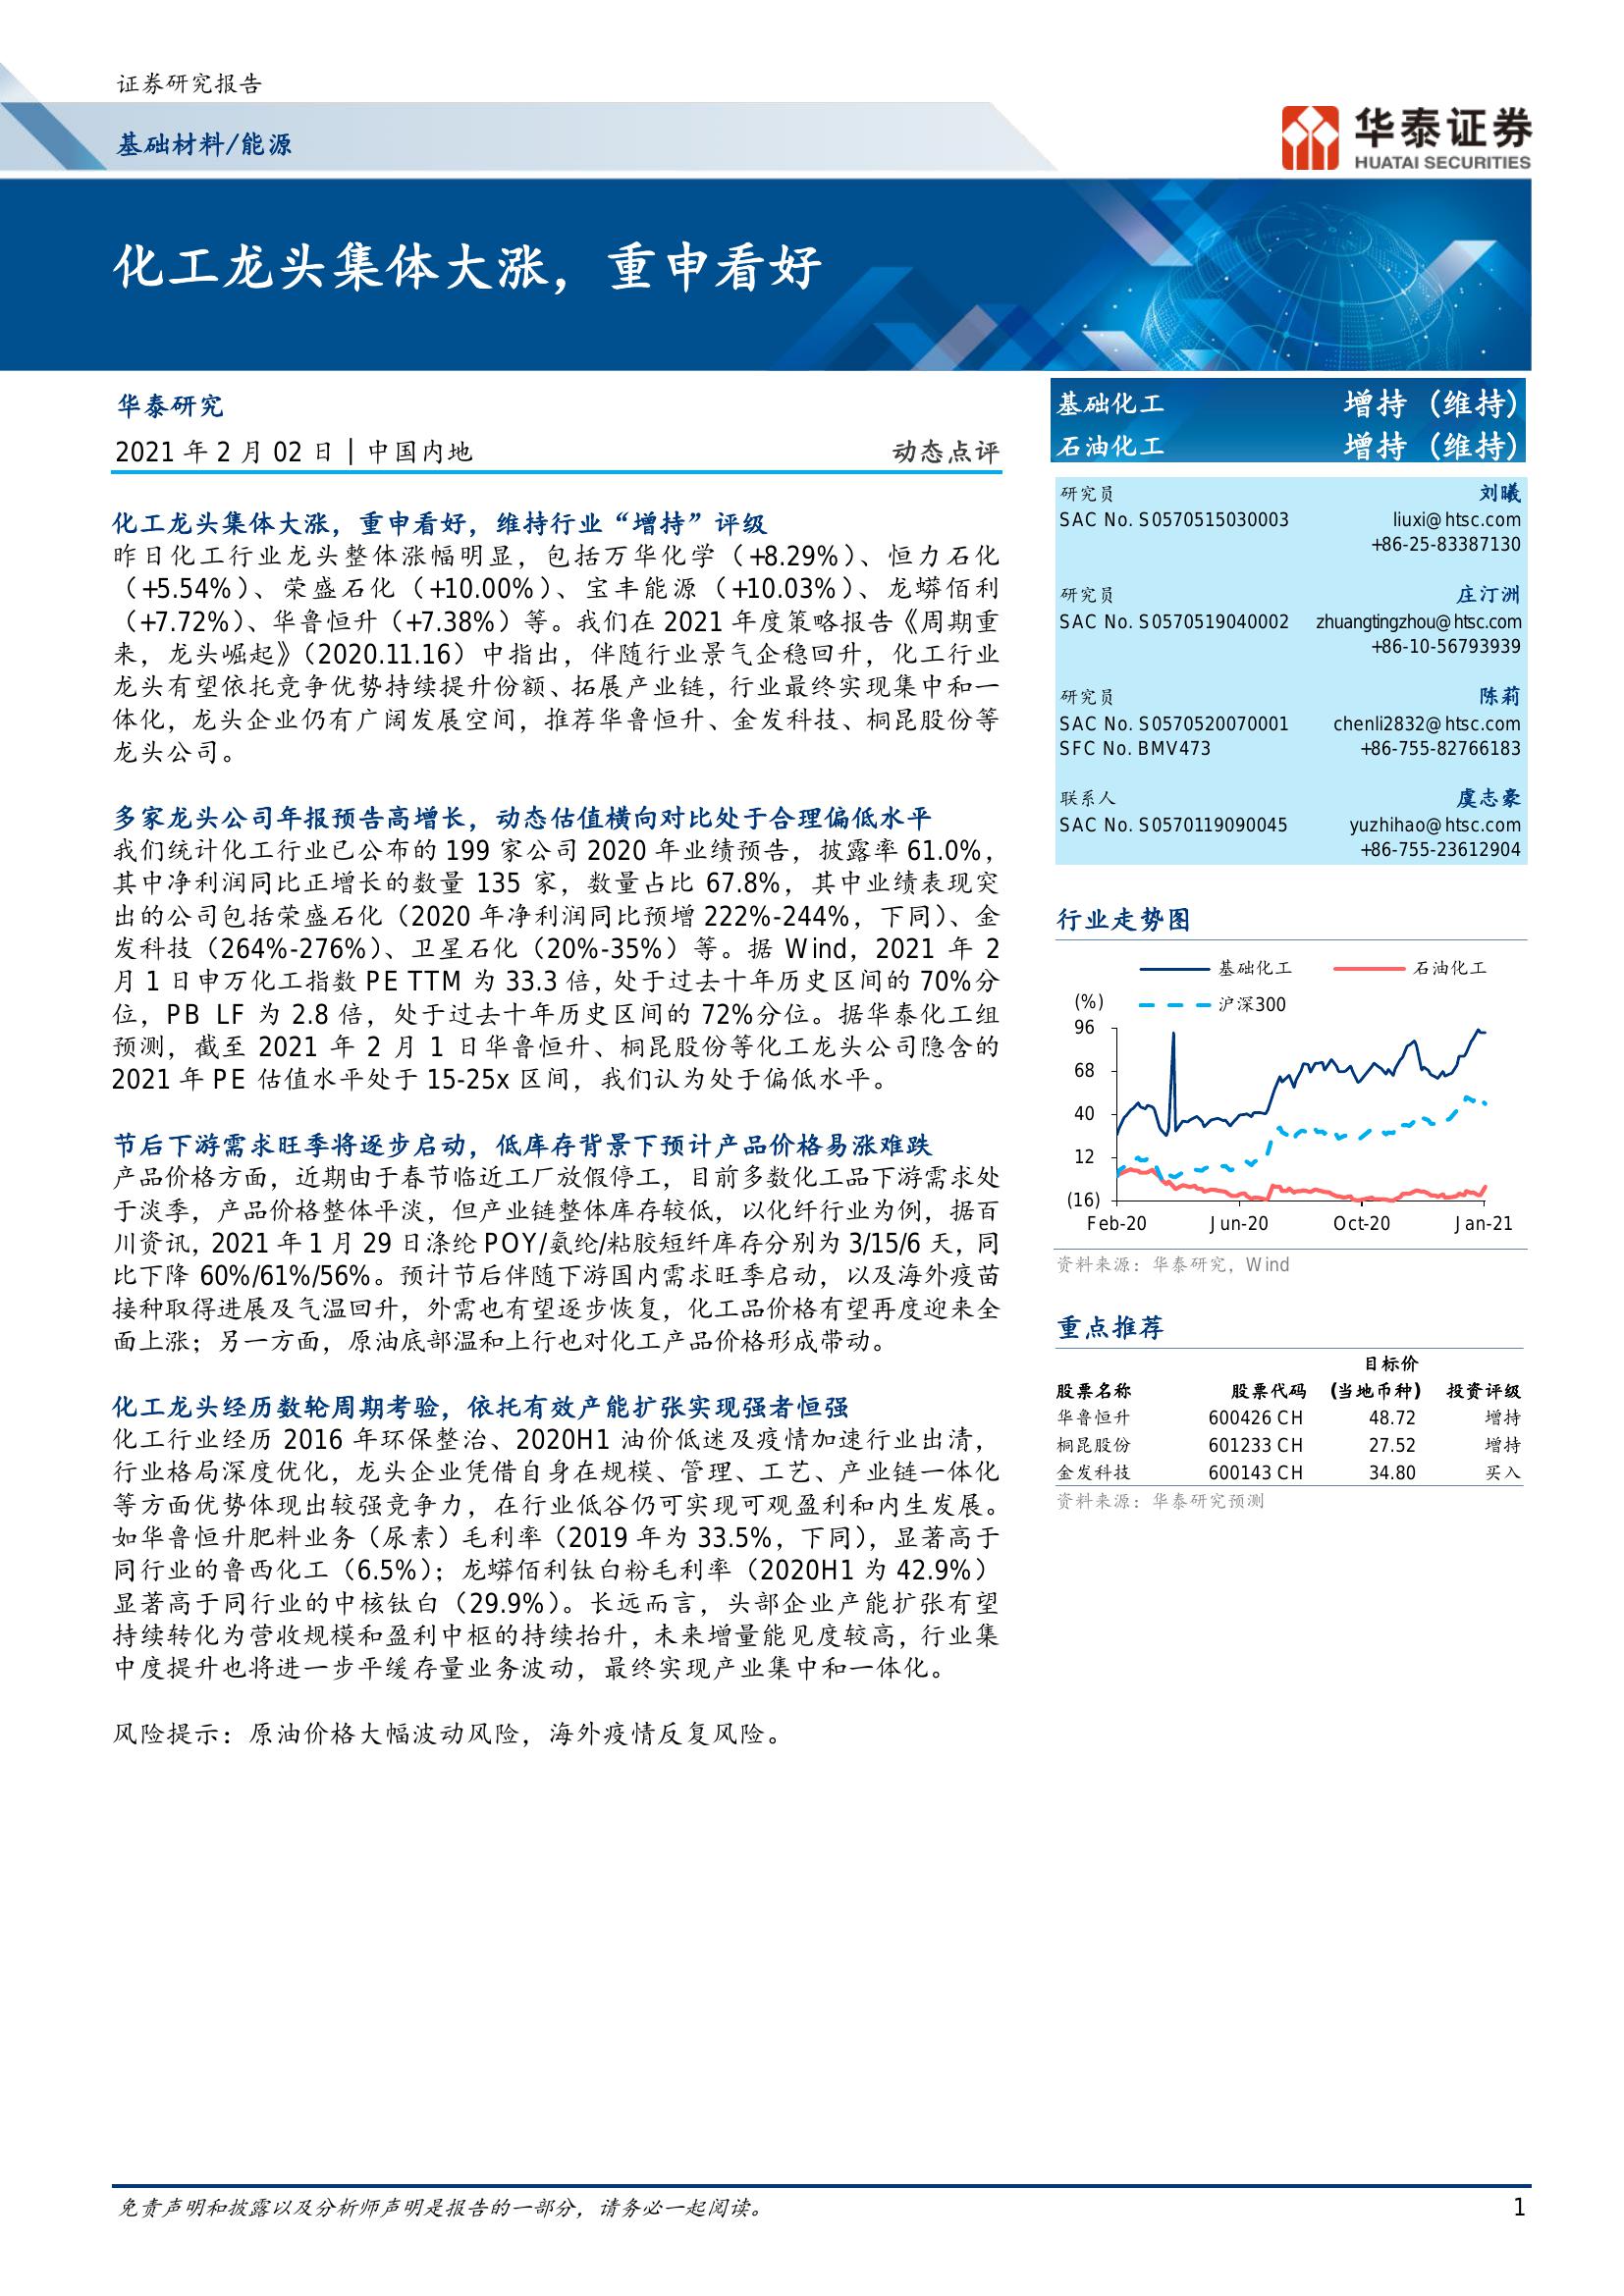 证券研究报告
基础材料/能源
华泰证券
HUATAI SECURITIES
化工龙头集体大涨，重申看好
华泰研究
2021 年 2 月 02 日│中国内地
动态点评
化工龙头集体大涨，重申看好，维持行业“增持”评级
昨日化工行业龙头整体涨幅明显，包括万华化学（+8.29%）、恒力石化
（+5.54%）、荣盛石化（+10.00%）、宝丰能源（+10.03%）、龙蟒佰利
（+7.72%）、华鲁恒升（+7.38%）等。我们在 2021 年度策略报告《周期重
来，龙头崛起》（2020.11.16）中指出，伴随行业景气企稳回升，化工行业
龙头有望依托竞争优势持续提升份额、拓展产业链，行业最终实现集中和一
体化，龙头企业仍有广阔发展空间，推荐华鲁恒升、金发科技、桐昆股份等
龙头公司。
多家龙头公司年报预告高增长，动态估值横向对比处于合理偏低水平
我们统计化工行业已公布的 199 家公司 2020 年业绩预告，披露率 61.0%，
其中净利润同比正增长的数量 135 家，数量占比 67.8%，其中业绩表现突
出的公司包括荣盛石化（2020 年净利润同比预增 222%-244%，下同）、金
发科技（264%-276%）、卫星石化（20%-35%）等。据 Wind，2021 年 2
月 1 日申万化工指数 PE TTM 为 33.3 倍，处于过去十年历史区间的 70%分
位，PB LF 为 2.8 倍，处于过去十年历史区间的 72%分位。据华泰化工组
预测，截至 2021 年 2 月 1 日华鲁恒升、桐昆股份等化工龙头公司隐含的
2021 年 PE 估值水平处于 15-25x 区间，我们认为处于偏低水平。
节后下游需求旺季将逐步启动，低库存背景下预计产品价格易涨难跌
产品价格方面，近期由于春节临近工厂放假停工，目前多数化工品下游需求处
于淡季，产品价格整体平淡，但产业链整体库存较低，以化纤行业为例，据百
川资讯，2021 年 1 月 29 日涤纶 POY/氨纶/粘胶短纤库存分别为 3/15/6 天，同
比下降 60%/61%/56%。预计节后伴随下游国内需求旺季启动，以及海外疫苗
接种取得进展及气温回升，外需也有望逐步恢复，化工品价格有望再度迎来全
面上涨；另一方面，原油底部温和上行也对化工产品价格形成带动。
化工龙头经历数轮周期考验，依托有效产能扩张实现强者恒强
化工行业经历 2016 年环保整治、2020H1 油价低迷及疫情加速行业出清，
行业格局深度优化，龙头企业凭借自身在规模、管理、工艺、产业链一体化
等方面优势体现出较强竞争力，在行业低谷仍可实现可观盈利和内生发展。
如华鲁恒升肥料业务（尿素）毛利率（2019 年为 33.5%，下同），显著高于
同行业的鲁西化工（6.5%）；龙蟒佰利钛白粉毛利率（2020H1 为 42.9%）
显著高于同行业的中核钛白（29.9%）。长远而言，头部企业产能扩张有望
持续转化为营收规模和盈利中枢的持续抬升，未来增量能见度较高，行业集
中度提升也将进一步平缓存量业务波动，最终实现产业集中和一体化。
风险提示：原油价格大幅波动风险，海外疫情反复风险。
基础化工 增持 (维持)
石油化工 增持 (维持)
研究员 刘曦
SAC No. S0570515030003 liuxi@htsc.com
+86-25-83387130
研究员 庄汀洲
SAC No. S0570519040002 zhuangtingzhou@htsc.com
+86-10-56793939
研究员 陈莉
SAC No. S0570520070001 chenli2832@htsc.com
SFC No. BMV473 +86-755-82766183
联系人 虞志豪
SAC No. S0570119090045 yuzhihao@htsc.com
+86-755-23612904
行业走势图
基础化工 石油化工
(%) 沪深300
96
68
40
12
(16)
Feb-20 Jun-20 Oct-20 Jan-21
资料来源：华泰研究，Wind
重点推荐
目标价
股票名称 股票代码 (当地币种) 投资评级
华鲁恒升 600426 CH 48.72 增持
桐昆股份 601233 CH 27.52 增持
金发科技 600143 CH 34.80 买入
资料来源：华泰研究预测
免责声明和披露以及分析师声明是报告的一部分，请务必一起阅读。
1